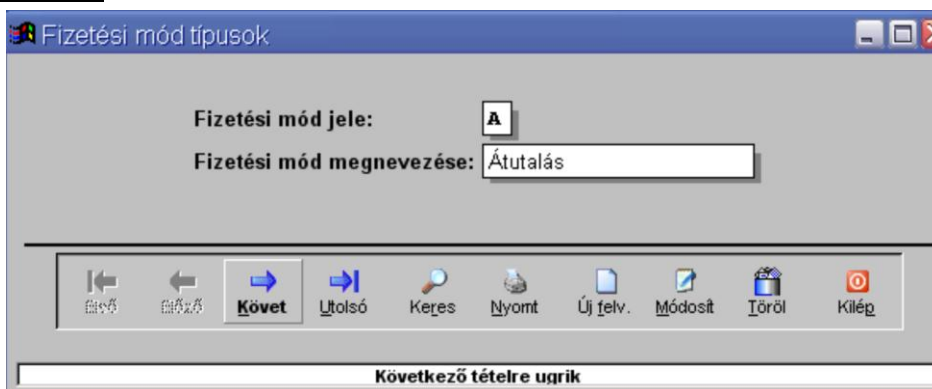 Fizetési mód típusok
Fizetési mód jele: A
Fizetési mód megnevezése: Átutalás
Első Előző Követ Utolsó Keres Nyomt Új felv. Módosít Töröl Kilép
Következő tételre ugrik